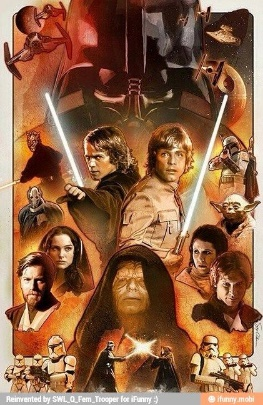 Reinvented by SWL_Q_Fem_Trooper for iFunny :)
ifunny.mobi